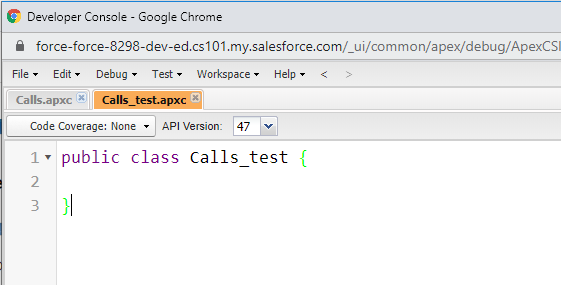 Developer Console - Google Chrome
force-force-8298-dev-ed.cs101.my.salesforce.com/_ui/common/apex/debug/ApexCSI
File Edit Debug Test Workspace Help < >
Calls.apxc Calls_test.apxc
Code Coverage: None API Version: 47
1 public class Calls_test {
2
3 }